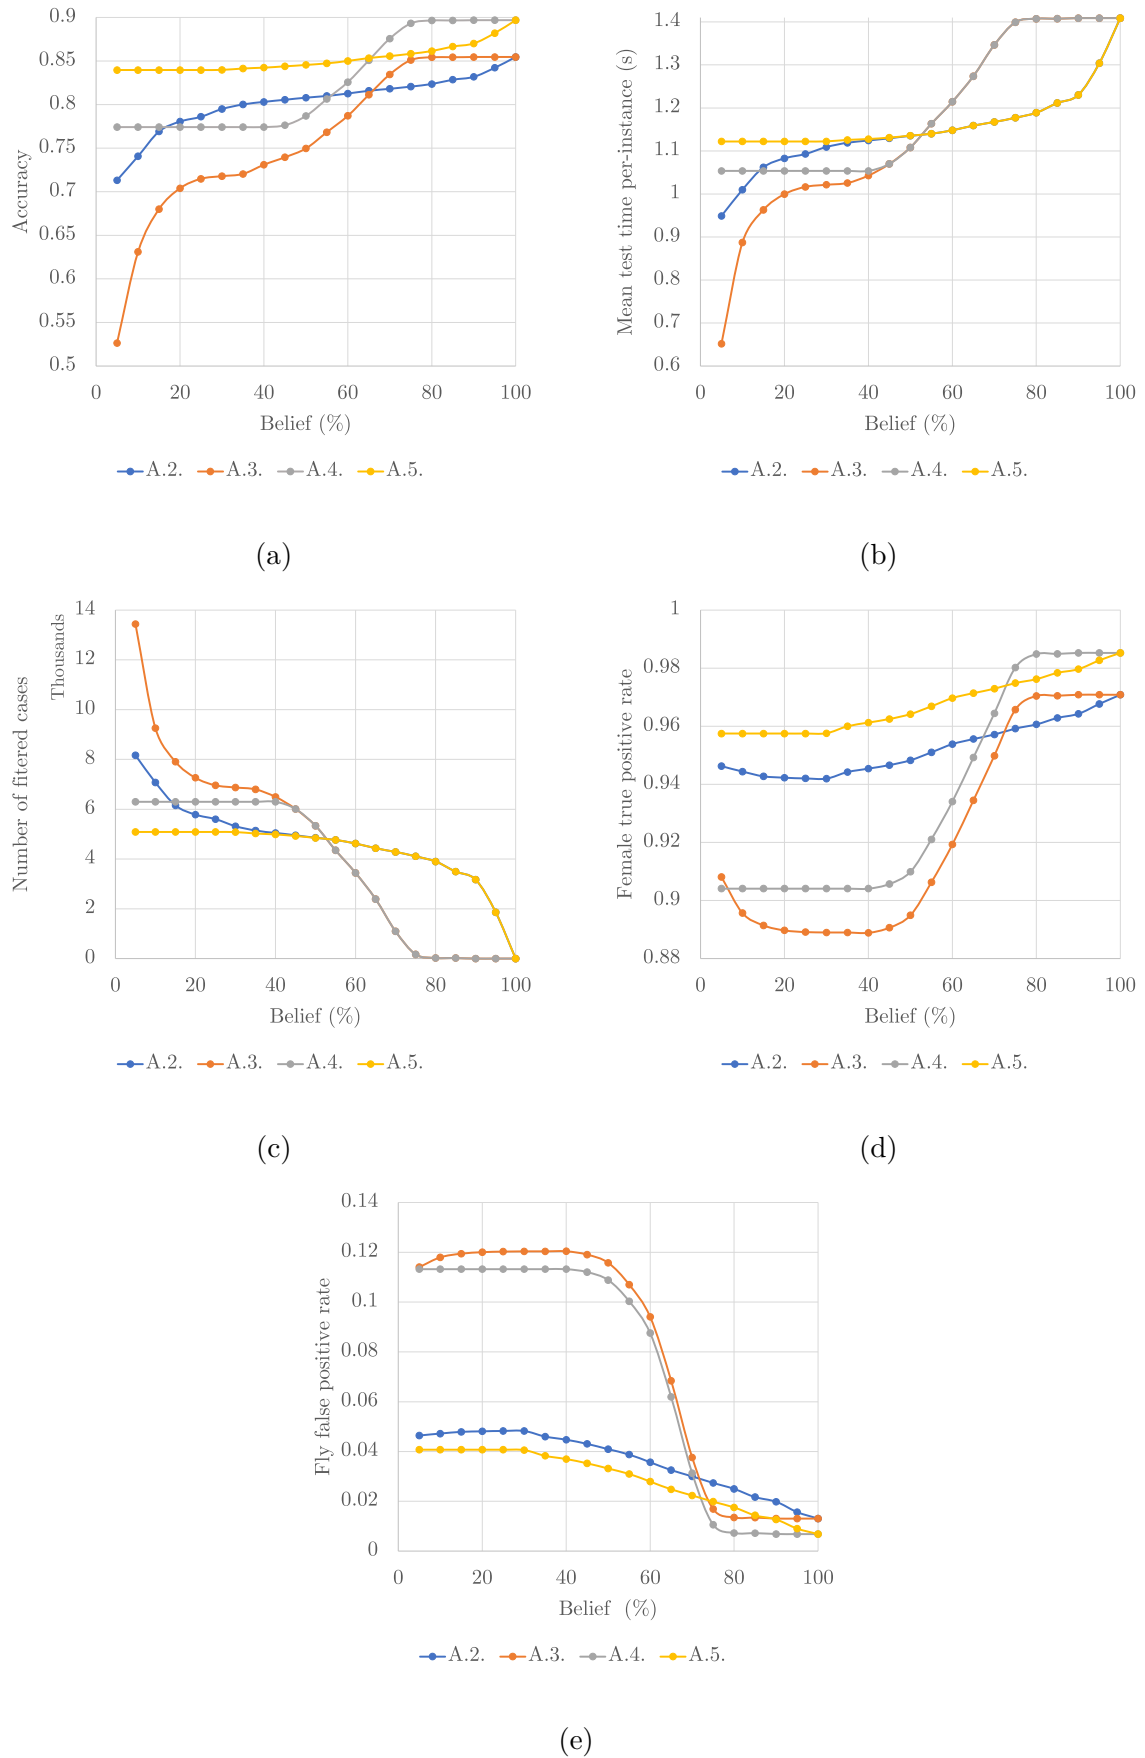 0.9
0.85
0.8
0.75
0.7
0.65
0.6
0.55
0.5
Accuracy
0 20 40 60 80 100
Belief (%)
A.2. A.3. A.4. A.5.
(a)
1.4
1.3
1.2
1.1
1
0.9
0.8
0.7
0.6
Mean test time per-instance (s)
0 20 40 60 80 100
Belief (%)
A.2. A.3. A.4. A.5.
(b)
14
12
10
8
6
4
2
0
Number of fitered cases
Thousands
0 20 40 60 80 100
Belief (%)
A.2. A.3. A.4. A.5.
(c)
1
0.98
0.96
0.94
0.92
0.9
0.88
Female true positive rate
0 20 40 60 80 100
Belief (%)
A.2. A.3. A.4. A.5.
(d)
0.14
0.12
0.1
0.08
0.06
0.04
0.02
0
Fly false positive rate
0 20 40 60 80 100
Belief (%)
A.2. A.3. A.4. A.5.
(e)